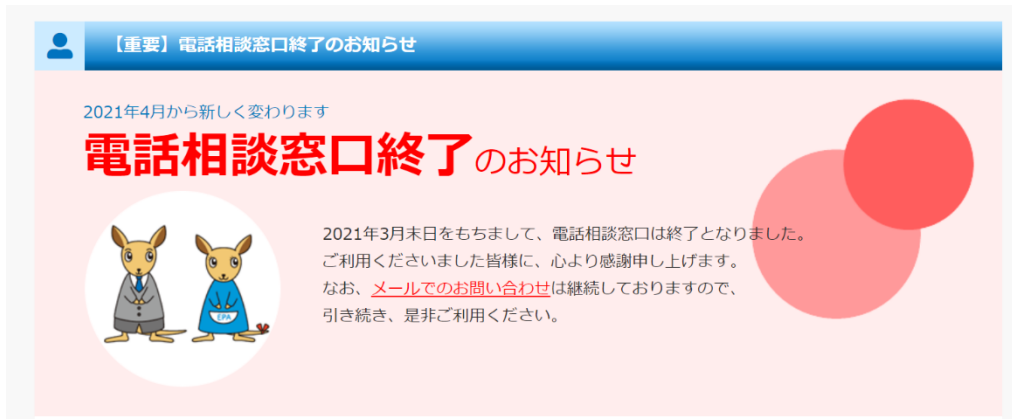 【重要】電話相談窓口終了のお知らせ
2021年4月から新しく変わります
電話相談窓口終了のお知らせ
2021年3月末日をもちまして、電話相談窓口は終了となりました。
ご利用くださいました皆様に、心より感謝申し上げます。
なお、メールでのお問い合わせは継続しておりますので、
引き続き、是非ご利用ください。
EPA